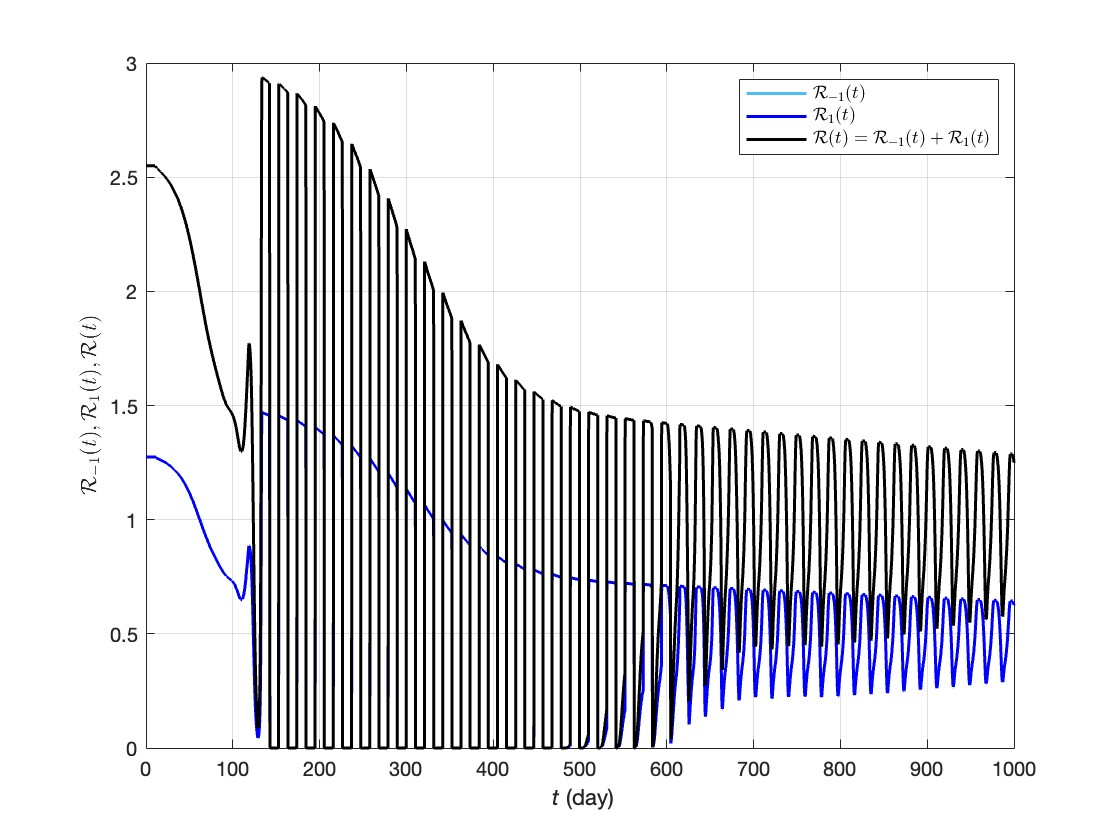 3
2.5
2
1.5
1
0.5
0
0 100 200 300 400 500 600 700 800 900 1000
t (day)
ℛ₋₁(t), ℛ₁(t), ℛ(t)
ℛ₋₁(t)
ℛ₁(t)
ℛ(t) = ℛ₋₁(t) + ℛ₁(t)